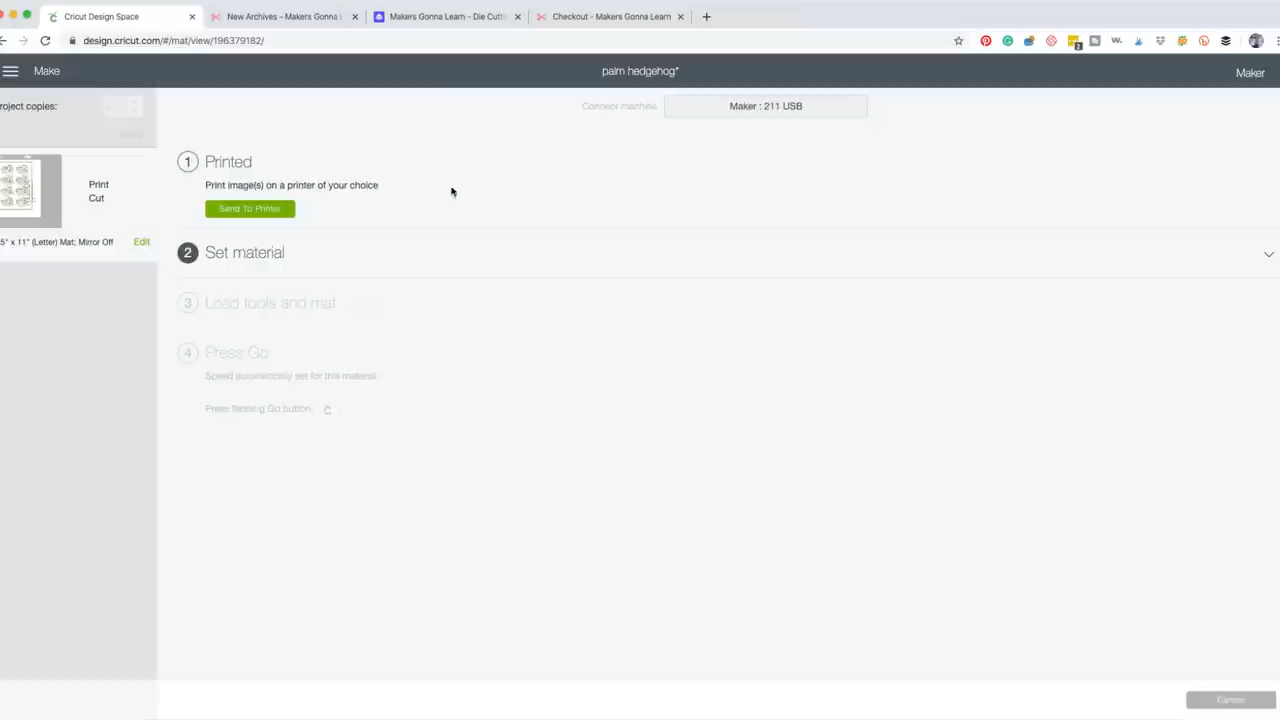 Cricut Design Space
New Archives - Makers Gonna
Makers Gonna Learn - Die Cutt
Checkout - Makers Gonna Learn
design.cricut.com/#/mat/view/196379182/
2
w.
Make
palm hedgehog*
Maker
roject copies:
Connect machine
Maker : 211 USB
1 Printed
Print image(s) on a printer of your choice
Send To Printer
Print
Cut
5" x 11" (Letter) Mat; Mirror Off
Edit
2 Set material
3 Load tools and mat
4 Press Go
Speed automatically set for this material.
Press flashing Go button.
Cancel